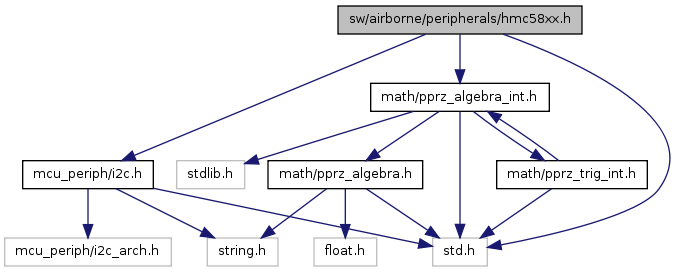 sw/airborne/peripherals/hmc58xx.h
math/pprz_algebra_int.h
mcu_periph/i2c.h
stdlib.h
math/pprz_algebra.h
math/pprz_trig_int.h
mcu_periph/i2c_arch.h
string.h
float.h
std.h